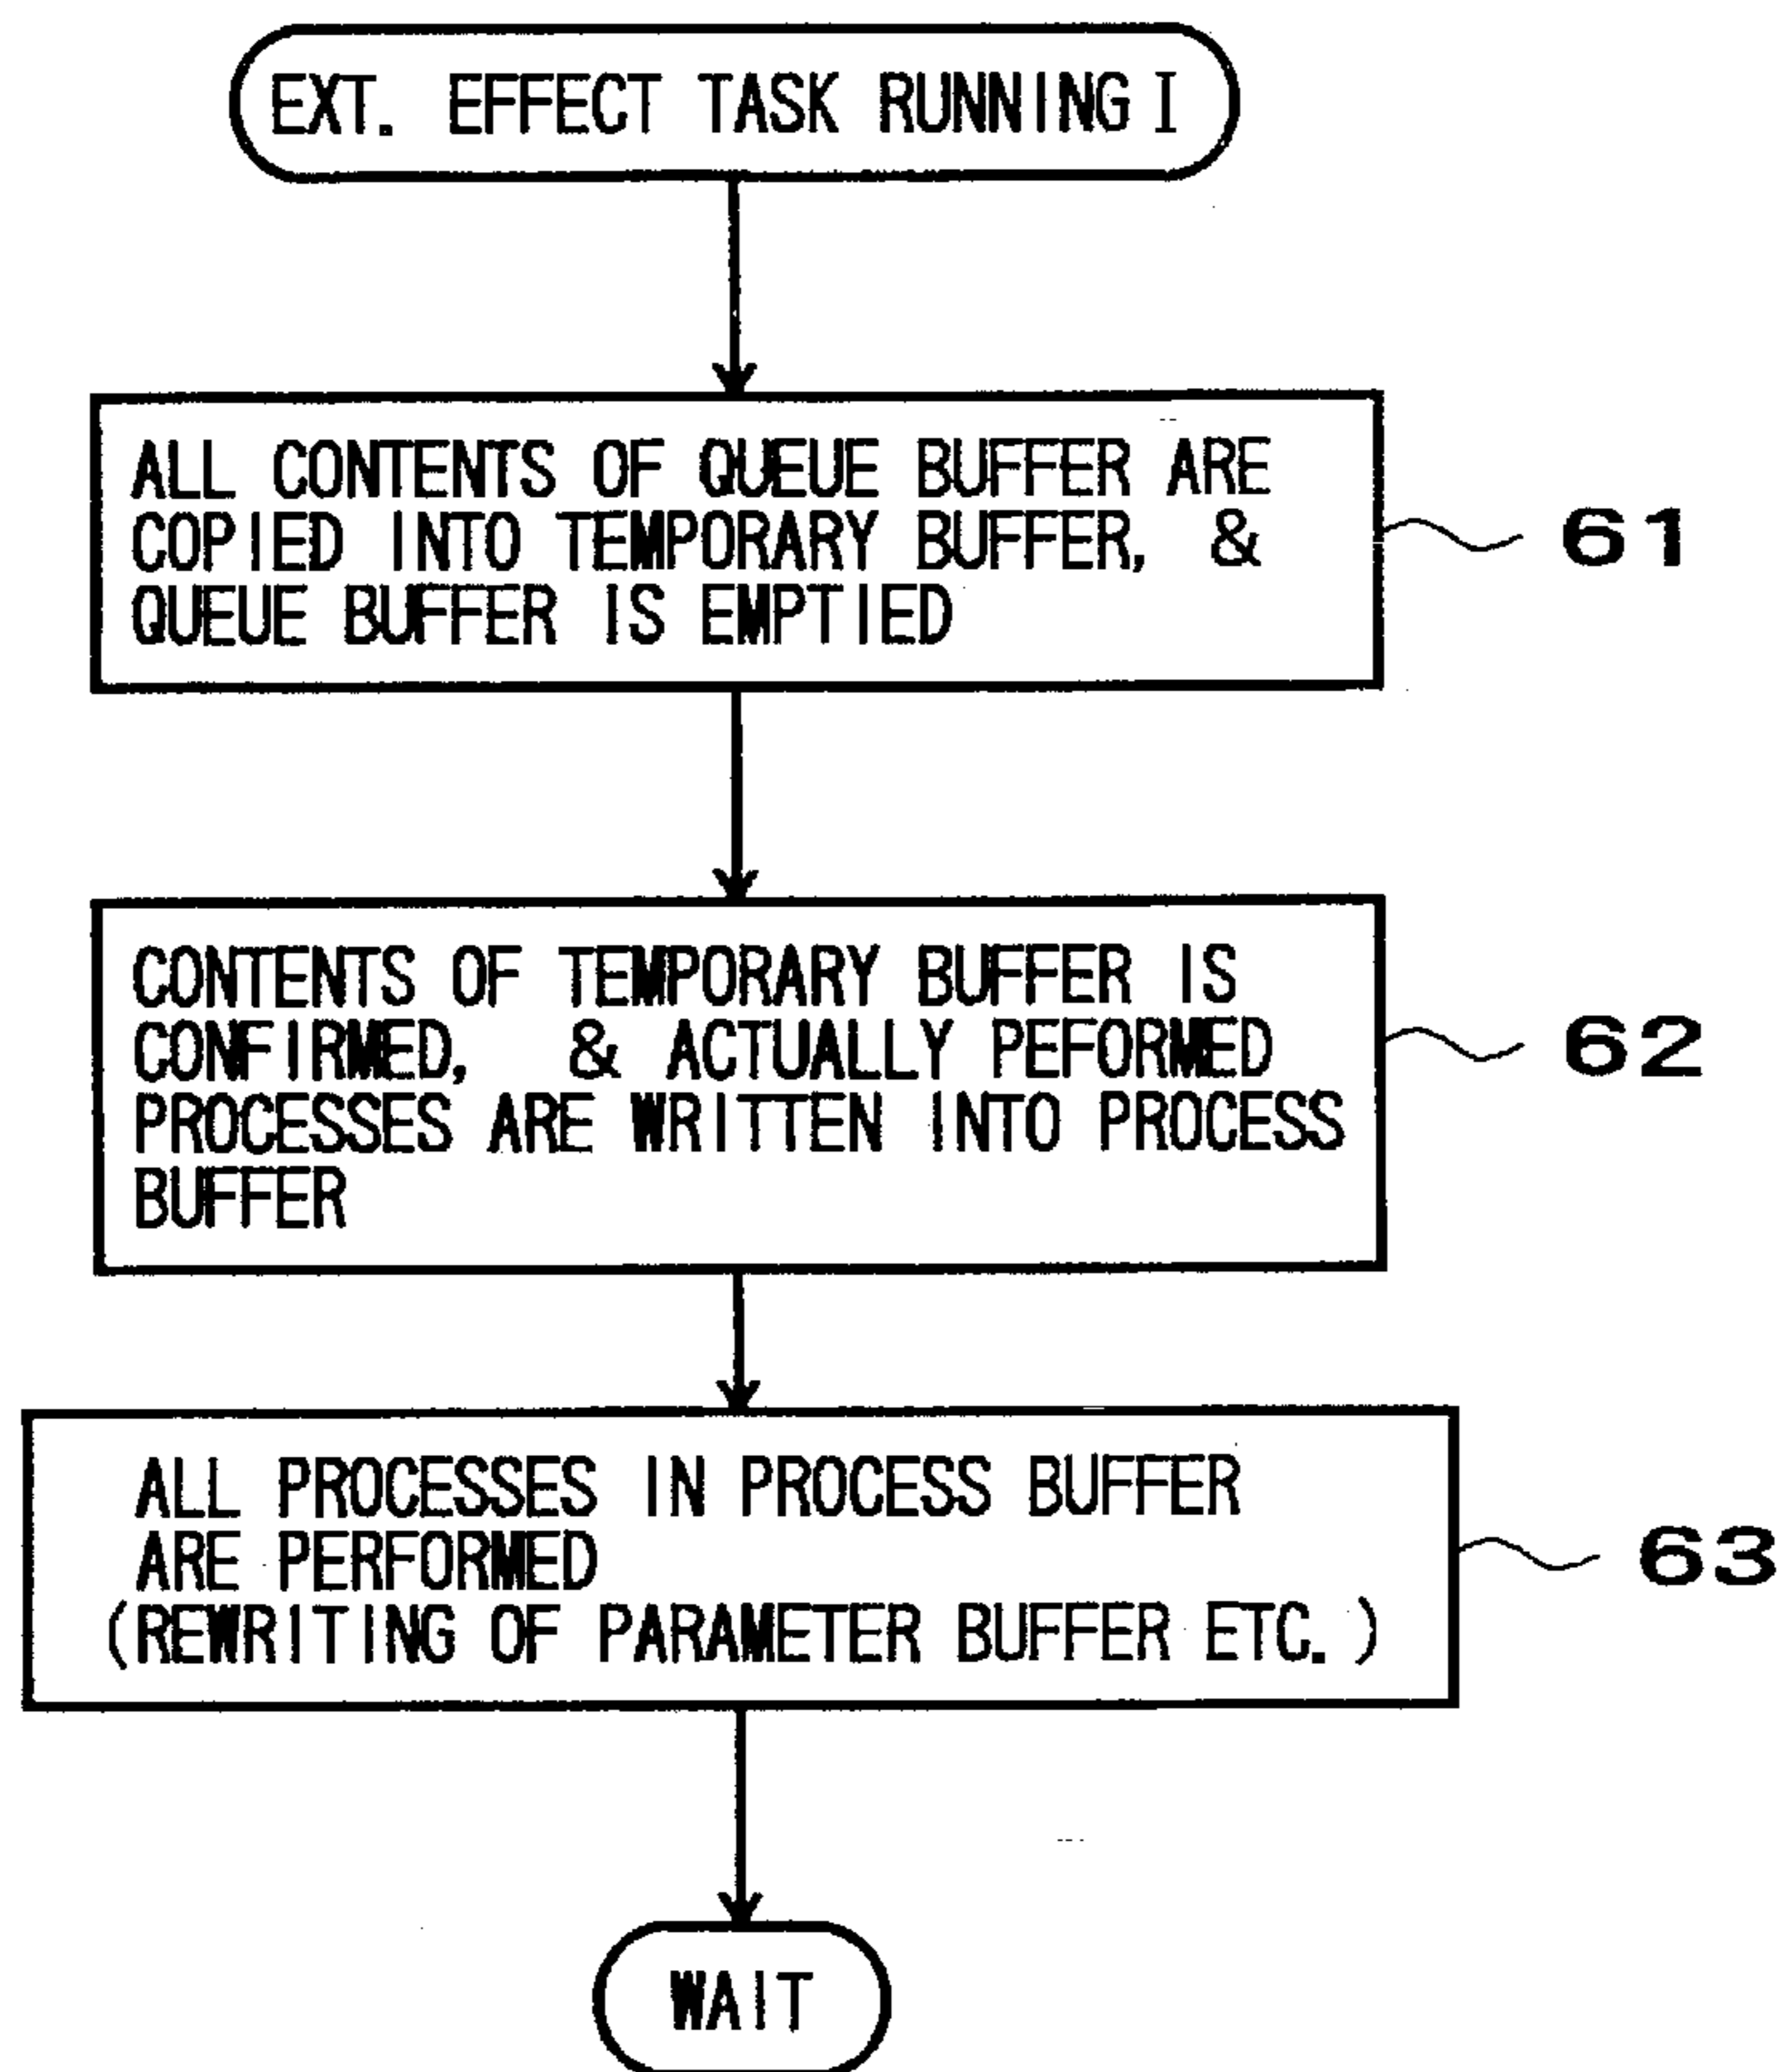 EXT. EFFECT TASK RUNNING I
ALL CONTENTS OF QUEUE BUFFER ARE
COPIED INTO TEMPORARY BUFFER, &
QUEUE BUFFER IS EMPTIED
61
CONTENTS OF TEMPORARY BUFFER IS
CONFIRMED, & ACTUALLY PEFORMED
PROCESSES ARE WRITTEN INTO PROCESS
BUFFER
62
ALL PROCESSES IN PROCESS BUFFER
ARE PERFORMED
(REWRITING OF PARAMETER BUFFER ETC.)
63
WAIT